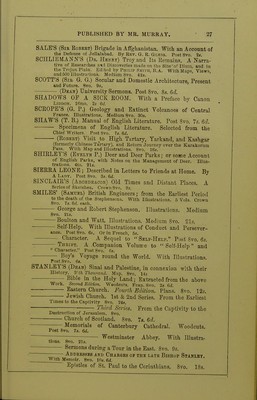 PUBLISHED BY MR. MURRAY. 37
SALE'S (Sir Robert) Brigade in Affghanistan. With an Account of
the Defence of Jellalabad. By Rev. G. R. Gleig. Post 8vo. 2s.
SCHLIEMANN'S (Dr. Henry) Troy and Its Remains. A Narra-
tive of Researches and Discoveries made on the Site of Ilium, and in
the Trojan Plain. Edited by Philip Smith, B.A. With Maps, Views,
and 500 Illustrations. Medium 8vo. 42s.
SCOTT'S (Sir G. G.) Secular and Domestic Architecture, Present
and Future. 8vo. 9s.
(Dean) University Sermons. Post 8vo. 8s. 6d.
SHADOWS OF A SICK ROOM. With a Preface by Canon
Liddon. 16mo. 2s 6d.
SCROPE'S (G. P.) Geology and Extinct Volcanoes of Central
France. Illustrations. Medium 8vo. 30s.
SHAW'S (T. B.) Manual of English Literature. Post 8vo. 7s. 6d.
Specimens of English Literature. Selected from the
Chief Writers. Post 8vo. 7s. 6d.
(Robert) Visit to High Tartary, Yarkand, and Kashgar
(formerly Chinese Tartary), and Return Journey over the Karakorum
Pass. With Map and Illustrations. 8vo. 16s.
SHIRLEY'S (Evelyn P.) Deer and Deer Parks; or some Account
of English Parks, with Notes on the Management of Deer. Illus-
trations. 4to. 21s.
SIERRA LEONE; Described in Letters to Friends at Home. By
A Lady. Post 8vo. 3s. 6d.
SINCLAIR'S (Archdeacon) Old Times and Distant Places. A
Series of Sketches. Crown 8vo. 9s.
SMILES' (Samuel) British Engineers; from the Earliest Period
to the death of the Stephensons. With Illustrations. 5 Vols. Crown
8vo. 7s. 6d. each.
George and Robert Stephenson. Illustrations. Medium
8vo. 21s.
Boulton and Watt. Illustrations. Medium 8vo. 21s.
Self-Help. With Illustrations of Conduct and Persever-
ance. Post 8vo. 6s. Or in French, 5s.
Character. A Sequel to "Self-Help." Post 8vo. 6s.
Thrift. A Companion Volume to "Self-Help" and
"Character." Post 8vo. 6s.
Boy's Voyage round the World. With Illustrations.
Post 8vo. 6s.
STANLEY'S (Dean) Sinai and Palestine, in connexion with their
History. Map. 8vo. 14s
Bible in the Holy Land; Extracted from the above
Work. Second Edition. Woodcuts. Fcap. 8vo. 2s 6d.
Eastern Church. Fourth Edition. Plans. 8vo. 12s.
Jewish Church. 1st & 2nd Series. From the Earliest
Times to the Captivity. 8vo. 24s.
Third Series. From the Captivity to the
Destruction of Jerusalem. 8vo.
Church of Scotland. 8vo. 7s. 6d.
Memorials of Canterbury Cathedral. Woodcuts.
Post 8vo. 7s. 6d.
Westminster Abbey. With Illustra-
tions. 8vo. 21s.
Sermons during a Tour in the East. 8vo. 9s.
Addresses and Charges of the late Bishop Stanley.
With Memoir. 8vo. 10s. 6d.
Epistles of St. Paul to the Corinthians. 8vo. 18s.